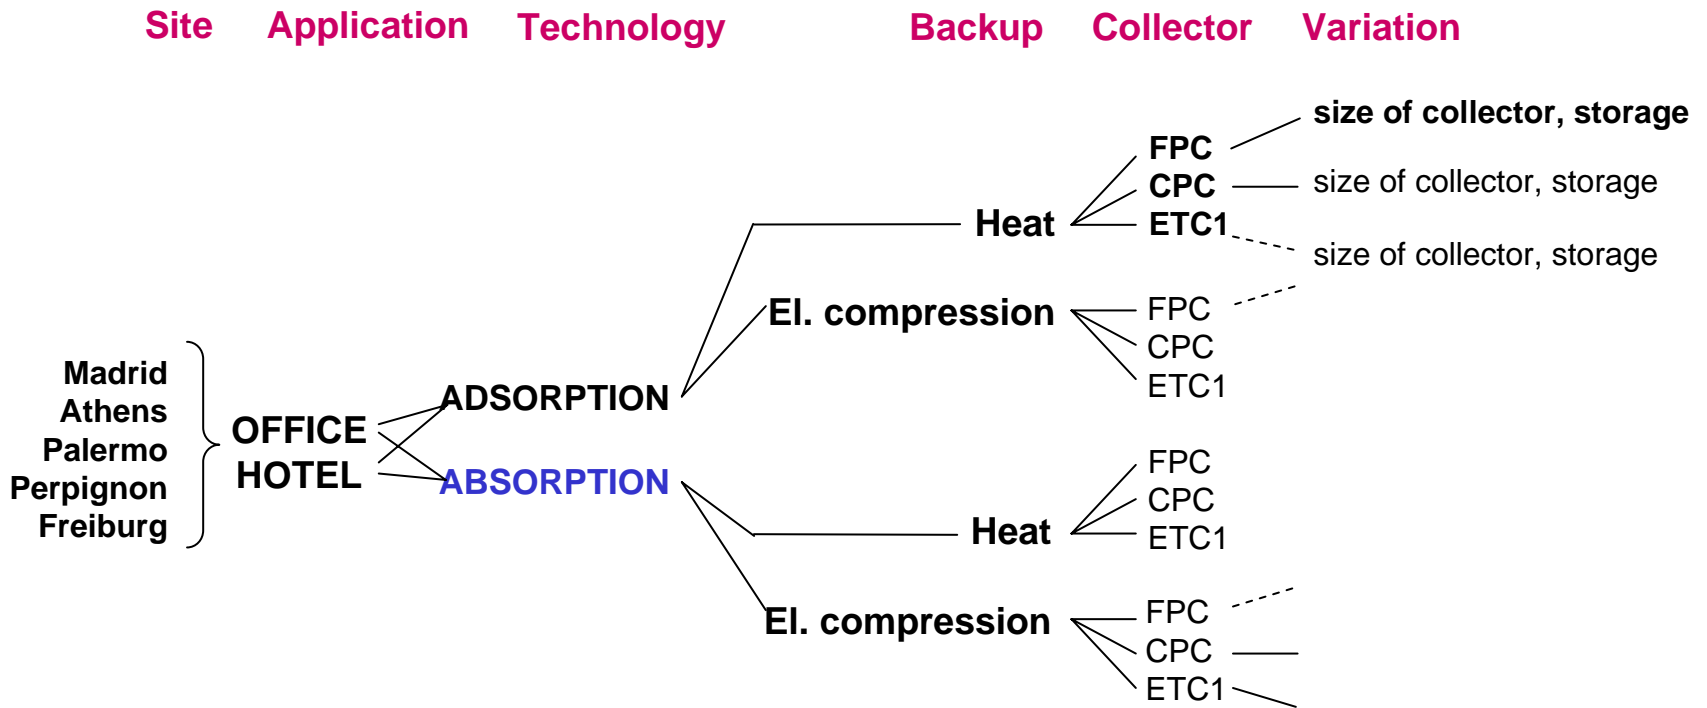 Site Application Technology Backup Collector Variation
size of collector, storage
FPC
CPC size of collector, storage
Heat ETC1
size of collector, storage
El. compression FPC
CPC
ETC1
Madrid
Athens
Palermo
Perpignon
Freiburg
OFFICE
HOTEL
ADSORPTION
ABSORPTION
FPC
CPC
Heat ETC1
El. compression FPC
CPC
ETC1